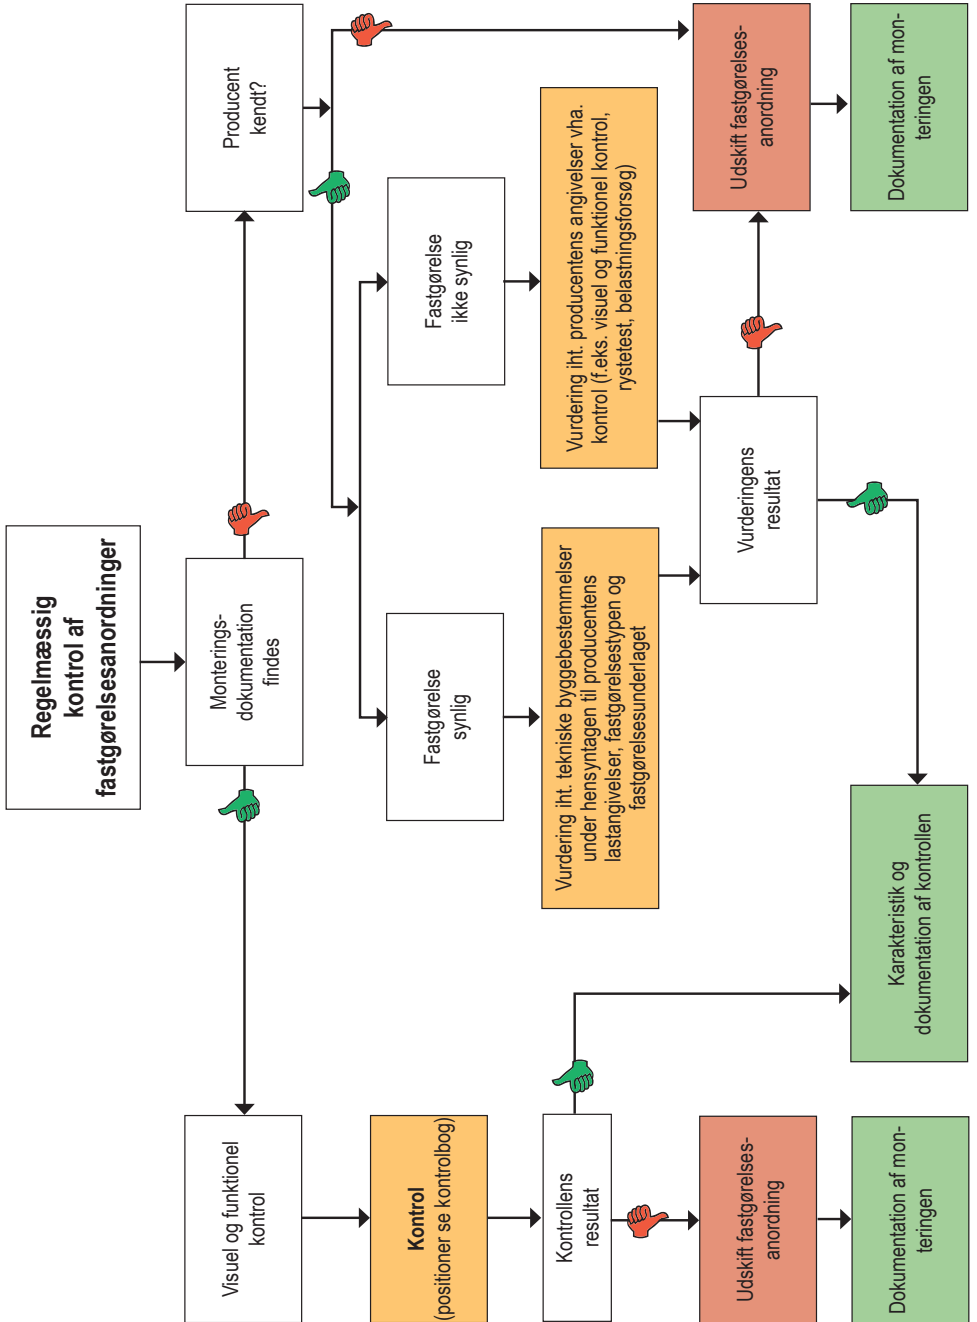 Regelmæssig
kontrol af
fastgørelsesanordninger
Monterings-
dokumentation
findes
Visuel og funktionel
kontrol
Kontrol
(positioner se kontrolbog)
Kontrollens
resultat
Udskift fastgørelses-
anordning
Dokumentation af mon-
teringen
Karakteristik og
dokumentation af kontrollen
Producent
kendt?
Fastgørelse
synlig
Fastgørelse
ikke synlig
Vurdering iht. tekniske byggebestemmelser
under hensyntagen til producentens
lastangivelser, fastgørelsestypen og
fastgørelsesunderlaget
Vurdering iht. producentens angivelser vha.
kontrol (f.eks. visuel og funktionel kontrol,
rystetest, belastningsforsøg)
Vurderingens
resultat
Udskift fastgørelses-
anordning
Dokumentation af mon-
teringen